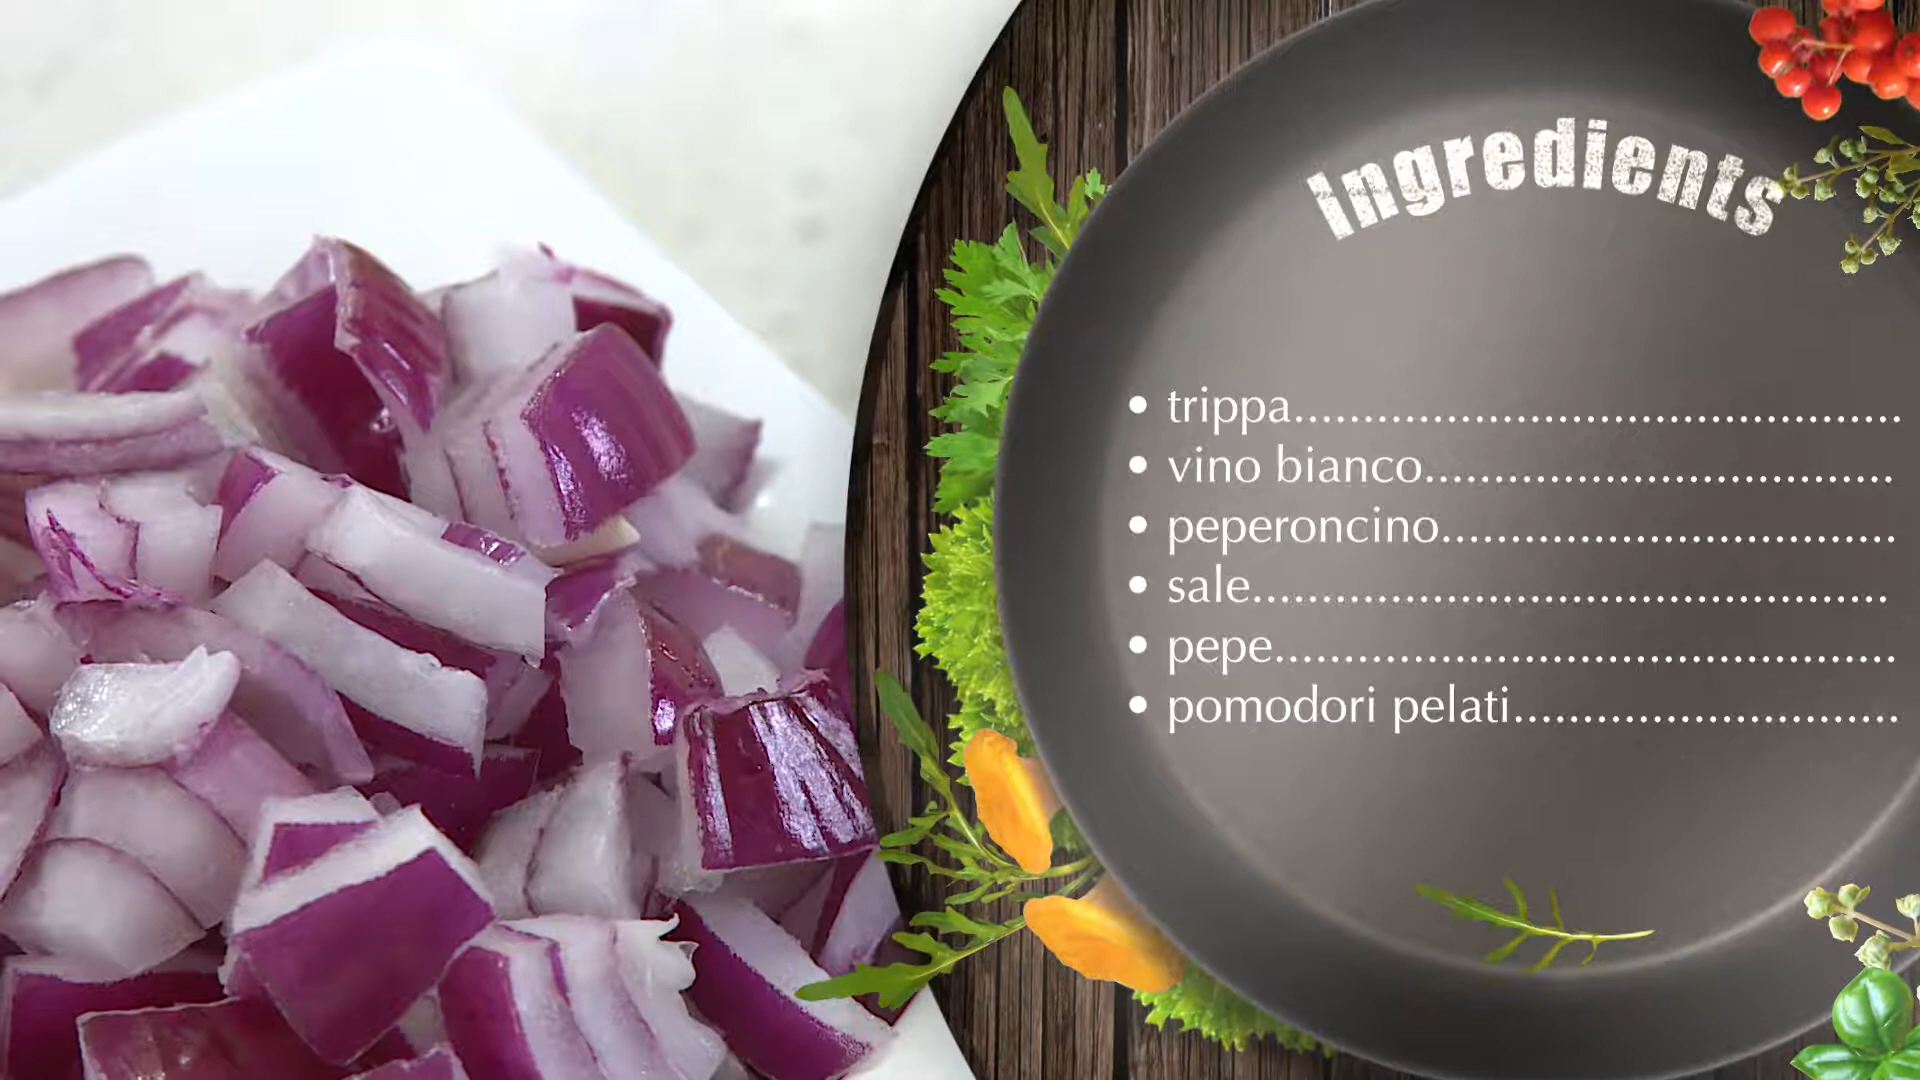 Ingredients
• trippa.............................................
• vino bianco...................................
• peperoncino.................................
• sale...............................................
• pepe..............................................
• pomodori pelati............................